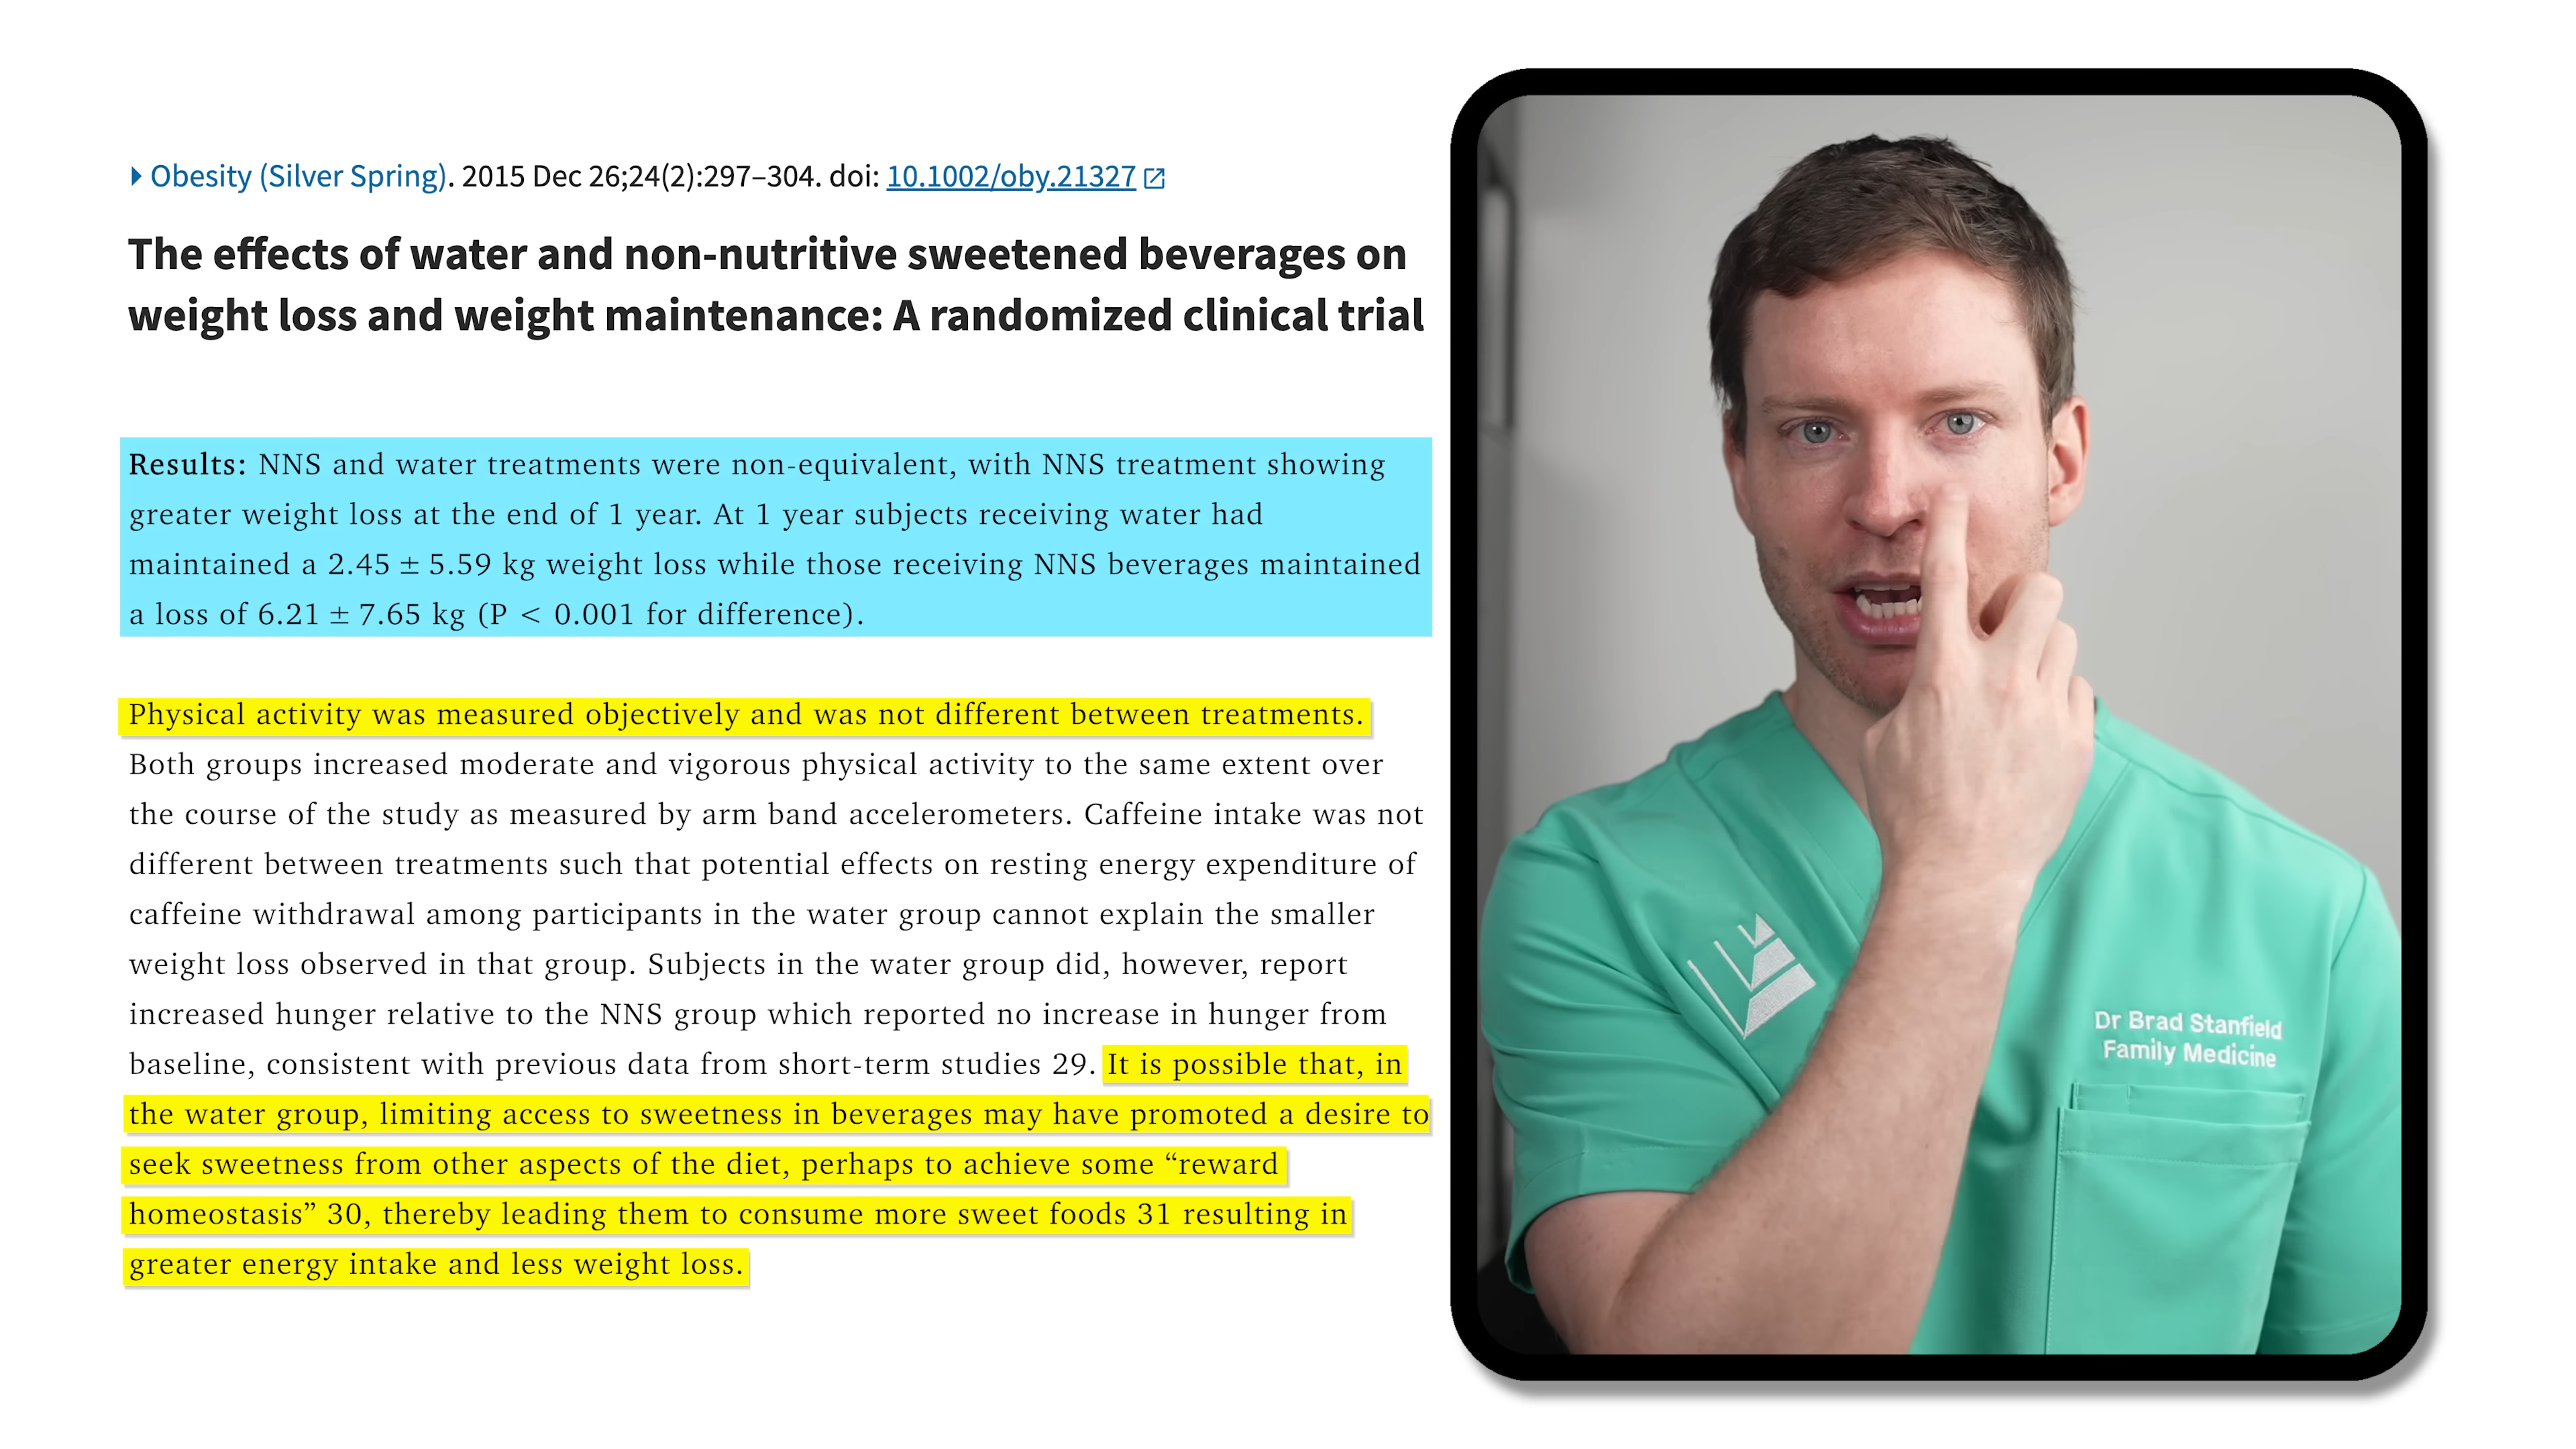 Obesity (Silver Spring). 2015 Dec 26;24(2):297–304. doi: 10.1002/oby.21327
The effects of water and non-nutritive sweetened beverages on
weight loss and weight maintenance: A randomized clinical trial
Results: NNS and water treatments were non-equivalent, with NNS treatment showing
greater weight loss at the end of 1 year. At 1 year subjects receiving water had
maintained a 2.45 ± 5.59 kg weight loss while those receiving NNS beverages maintained
a loss of 6.21 ± 7.65 kg (P < 0.001 for difference).
Physical activity was measured objectively and was not different between treatments.
Both groups increased moderate and vigorous physical activity to the same extent over
the course of the study as measured by arm band accelerometers. Caffeine intake was not
different between treatments such that potential effects on resting energy expenditure of
caffeine withdrawal among participants in the water group cannot explain the smaller
weight loss observed in that group. Subjects in the water group did, however, report
increased hunger relative to the NNS group which reported no increase in hunger from
baseline, consistent with previous data from short-term studies 29. It is possible that, in
the water group, limiting access to sweetness in beverages may have promoted a desire to
seek sweetness from other aspects of the diet, perhaps to achieve some “reward
homeostasis” 30, thereby leading them to consume more sweet foods 31 resulting in
greater energy intake and less weight loss.
Dr Brad Stanfield
Family Medicine